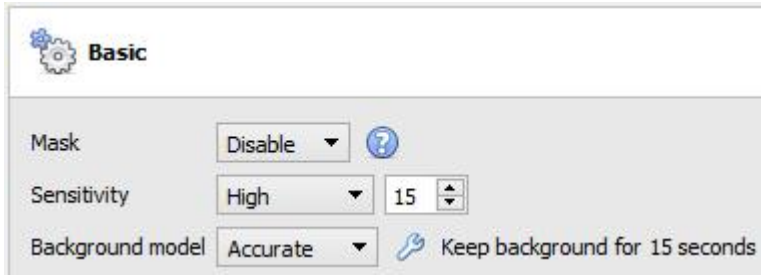 Basic
Mask Disable
Sensitivity High 15
Background model Accurate Keep background for 15 seconds